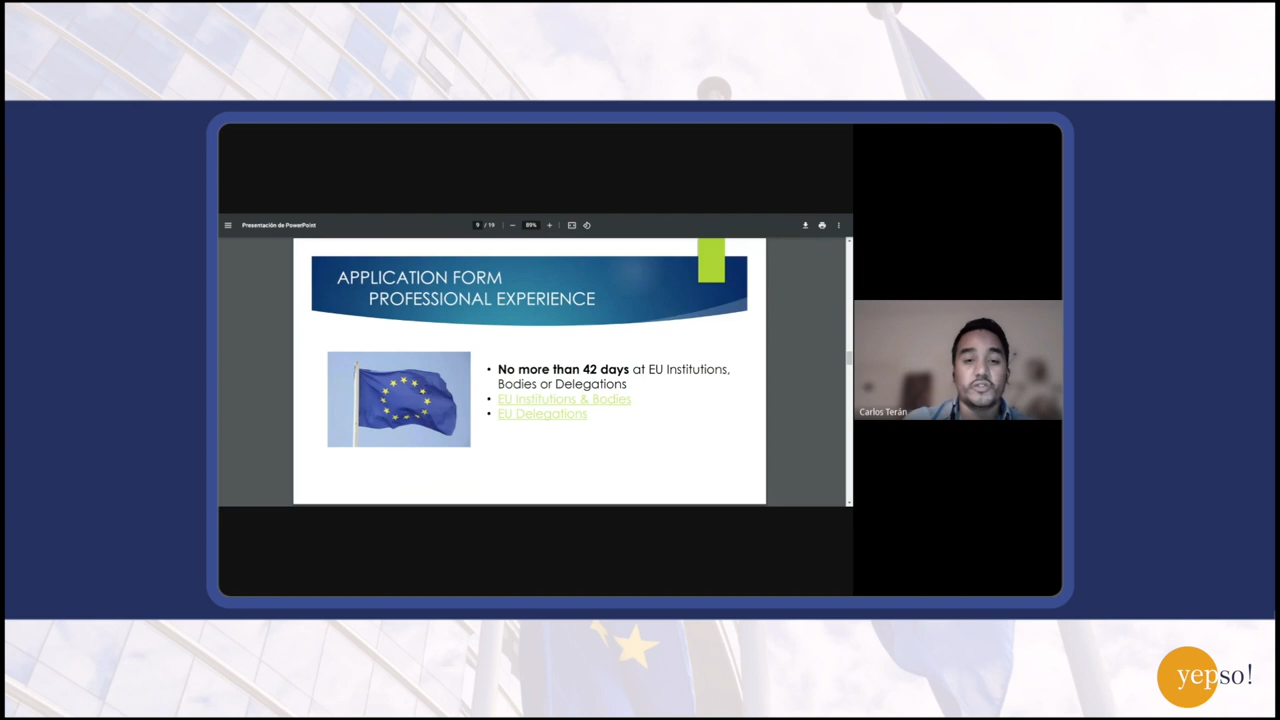 Presentación de PowerPoint
9 / 19
89%
APPLICATION FORM
PROFESSIONAL EXPERIENCE
• No more than 42 days at EU Institutions,
Bodies or Delegations
• EU Institutions & Bodies
• EU Delegations
Carlos Terán
yepso!